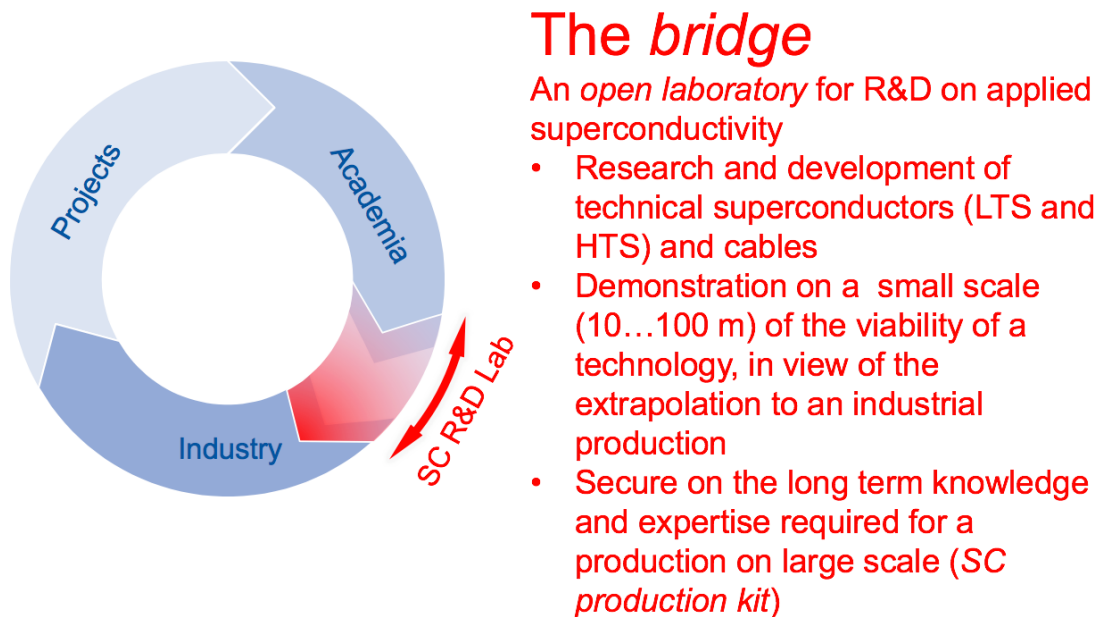 The bridge
An open laboratory for R&D on applied
superconductivity
• Research and development of
technical superconductors (LTS and
HTS) and cables
• Demonstration on a small scale
(10…100 m) of the viability of a
technology, in view of the
extrapolation to an industrial
production
• Secure on the long term knowledge
and expertise required for a
production on large scale (SC
production kit)
Projects
Academia
Industry
SC R&D Lab